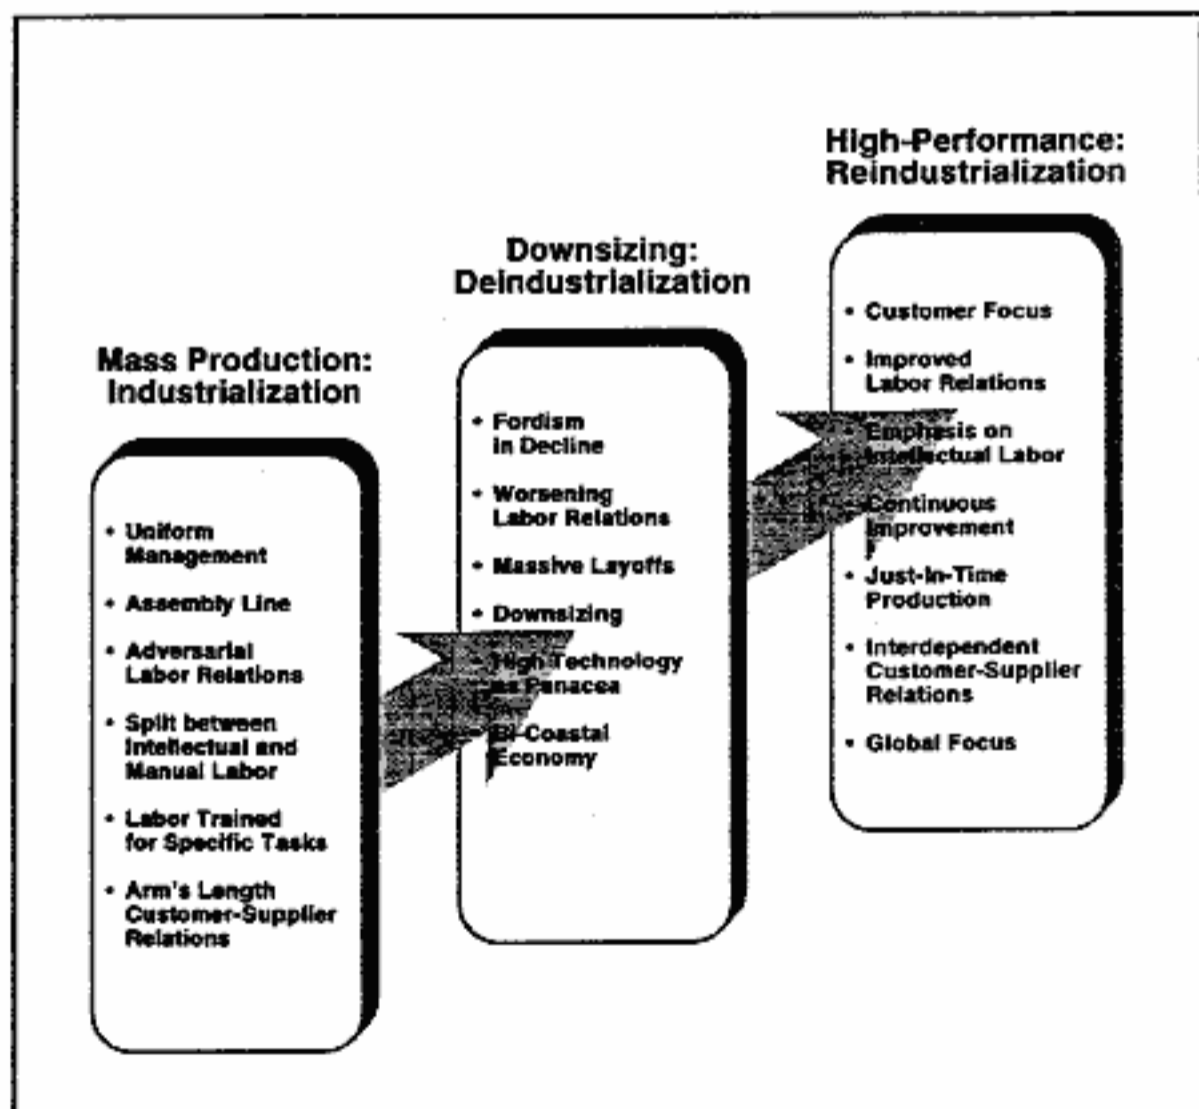 High-Performance:
Reindustrialization
Downsizing:
Deindustrialization
Mass Production:
Industrialization
• Uniform
Management
• Assembly Line
• Adversarial
Labor Relations
• Split between
Intellectual and
Manual Labor
• Labor Trained
for Specific Tasks
• Arm's Length
Customer-Supplier
Relations
• Fordism
in Decline
• Worsening
Labor Relations
• Massive Layoffs
• Downsizing
• High Technology
as Panacea
• Bi-Coastal
Economy
• Customer Focus
• Improved
Labor Relations
• Emphasis on
Intellectual Labor
• Continuous
Improvement
• Just-In-Time
Production
• Interdependent
Customer-Supplier
Relations
• Global Focus